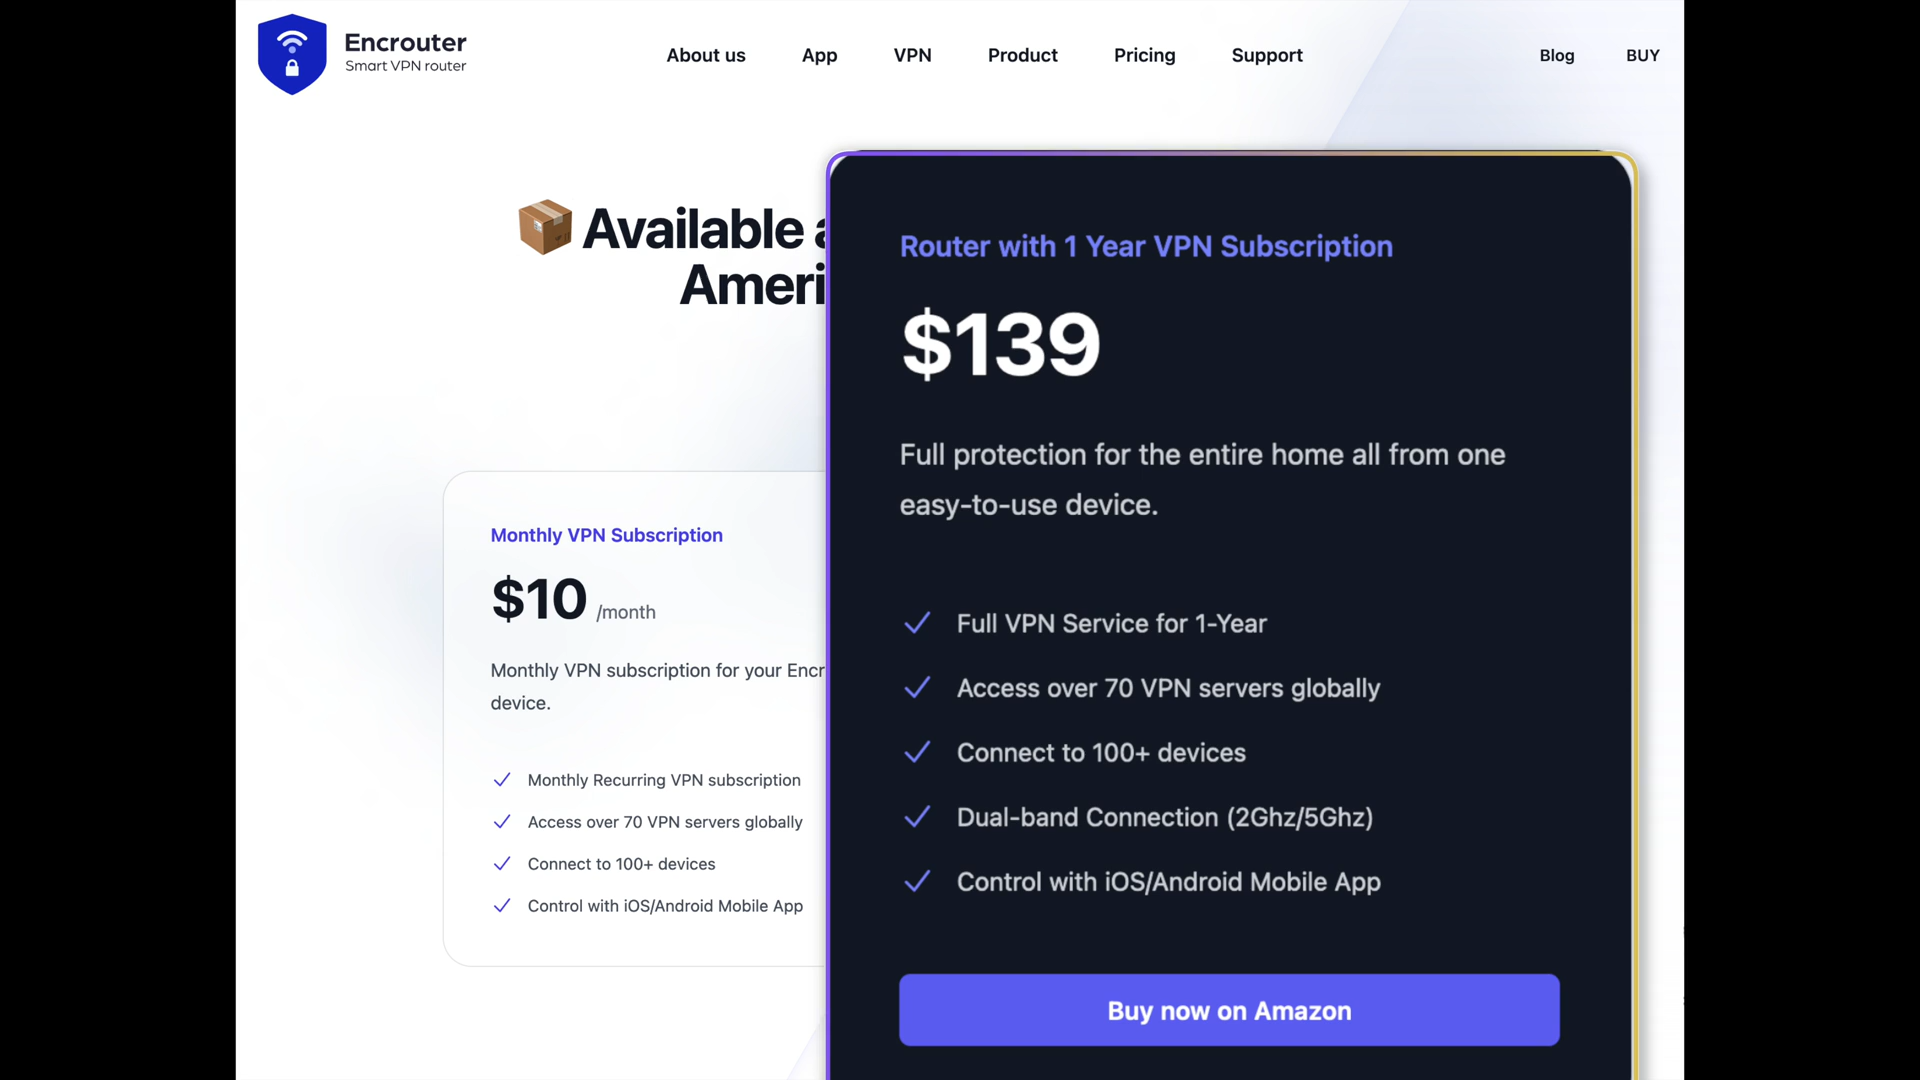 Encrouter
Smart VPN router
About us
App
VPN
Product
Pricing
Support
Blog
BUY
Available
Monthly VPN Subscription
$10 /month
Monthly VPN subscription for your
device.
Monthly Recurring VPN subscription
Access over 70 VPN servers globally
Connect to 100+ devices
Control with iOS/Android Mobile App
Router with 1 Year VPN Subscription
$139
Full protection for the entire home all from one
easy-to-use device.
Full VPN Service for 1-Year
Access over 70 VPN servers globally
Connect to 100+ devices
Dual-band Connection (2Ghz/5Ghz)
Control with iOS/Android Mobile App
Buy now on Amazon